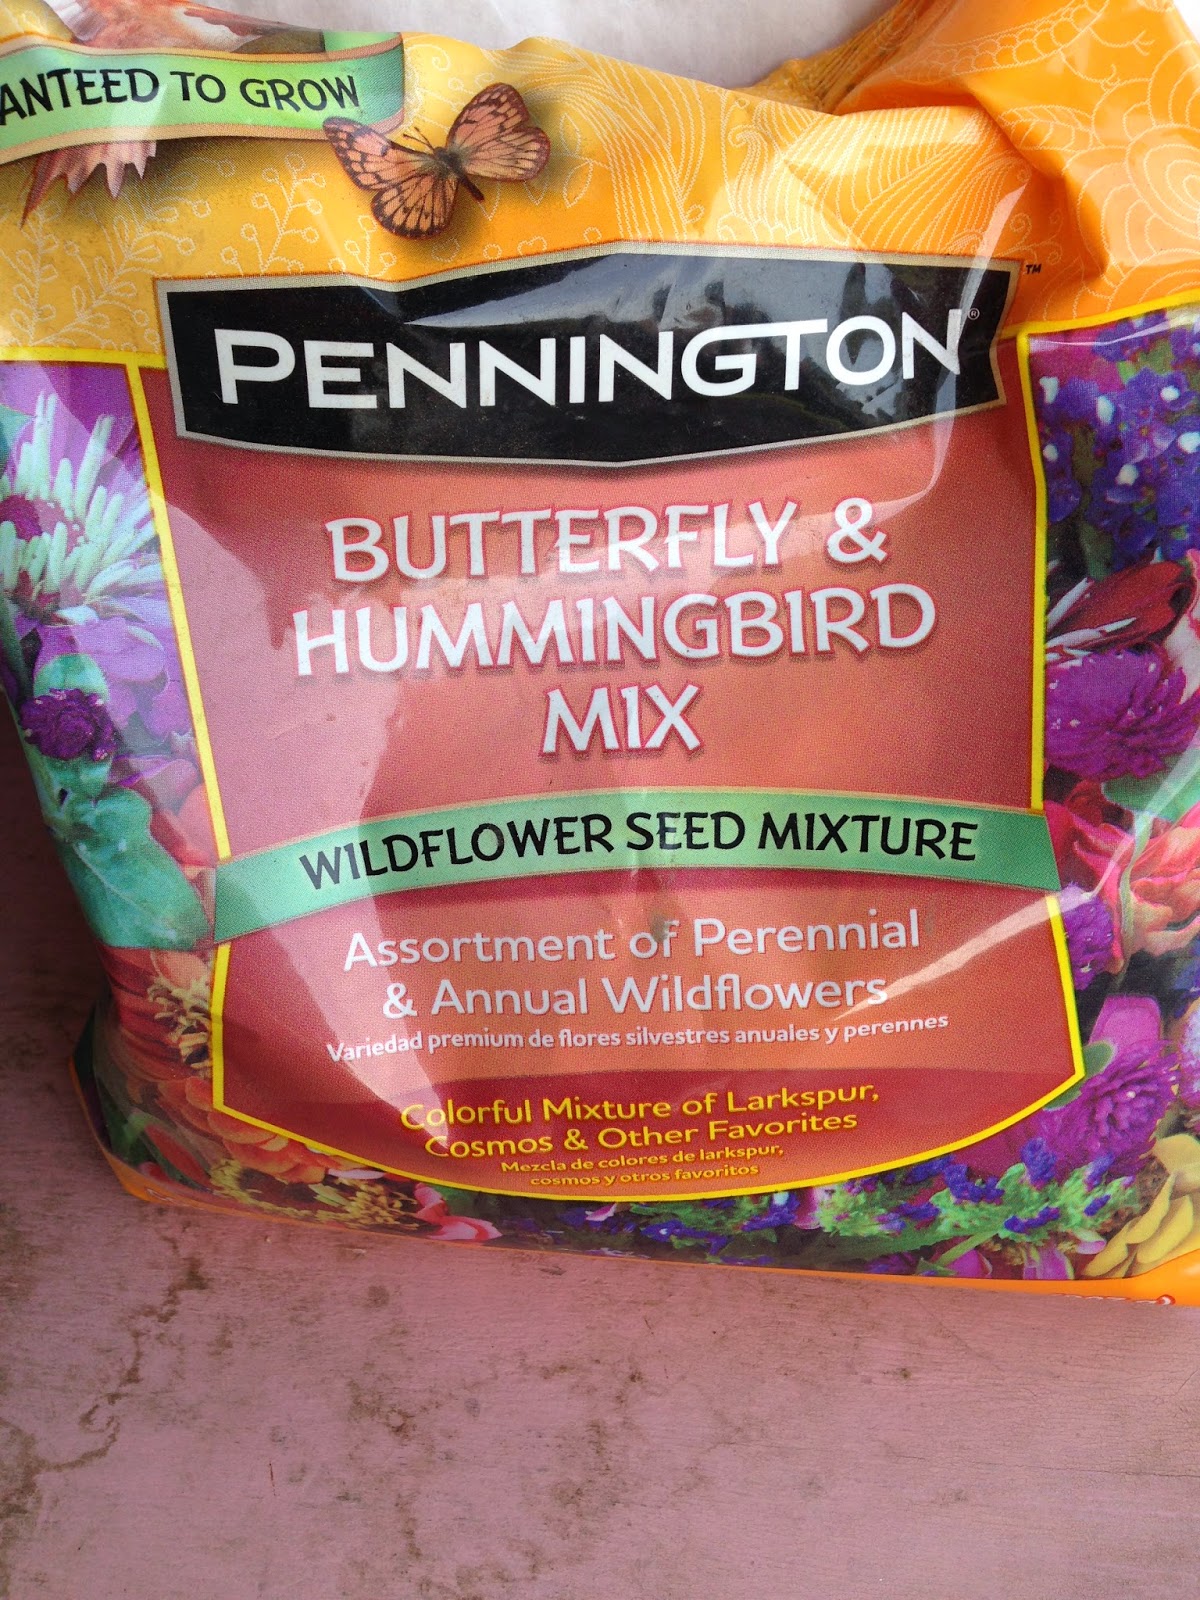 ANTEED TO GROW
PENNINGTON® ™
BUTTERFLY &
HUMMINGBIRD
MIX
WILDFLOWER SEED MIXTURE
Assortment of Perennial
& Annual Wildflowers
Variedad premium de flores silvestres anuales y perennes
Colorful Mixture of Larkspur,
Cosmos & Other Favorites
Mezcla de colores de larkspur,
cosmos y otros favoritos